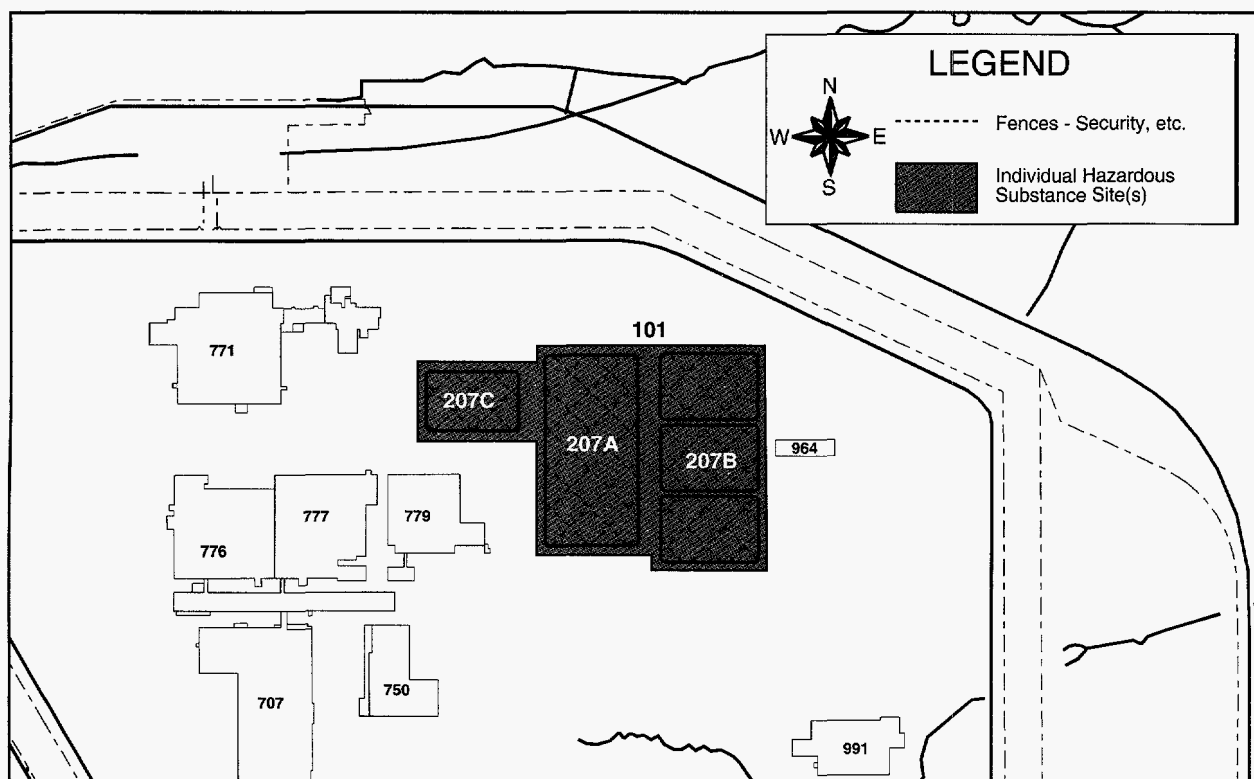 LEGEND
N
W E
S
Fences - Security, etc.
Individual Hazardous
Substance Site(s)
101
771
207C
207A
207B
964
776
777
779
707
750
991